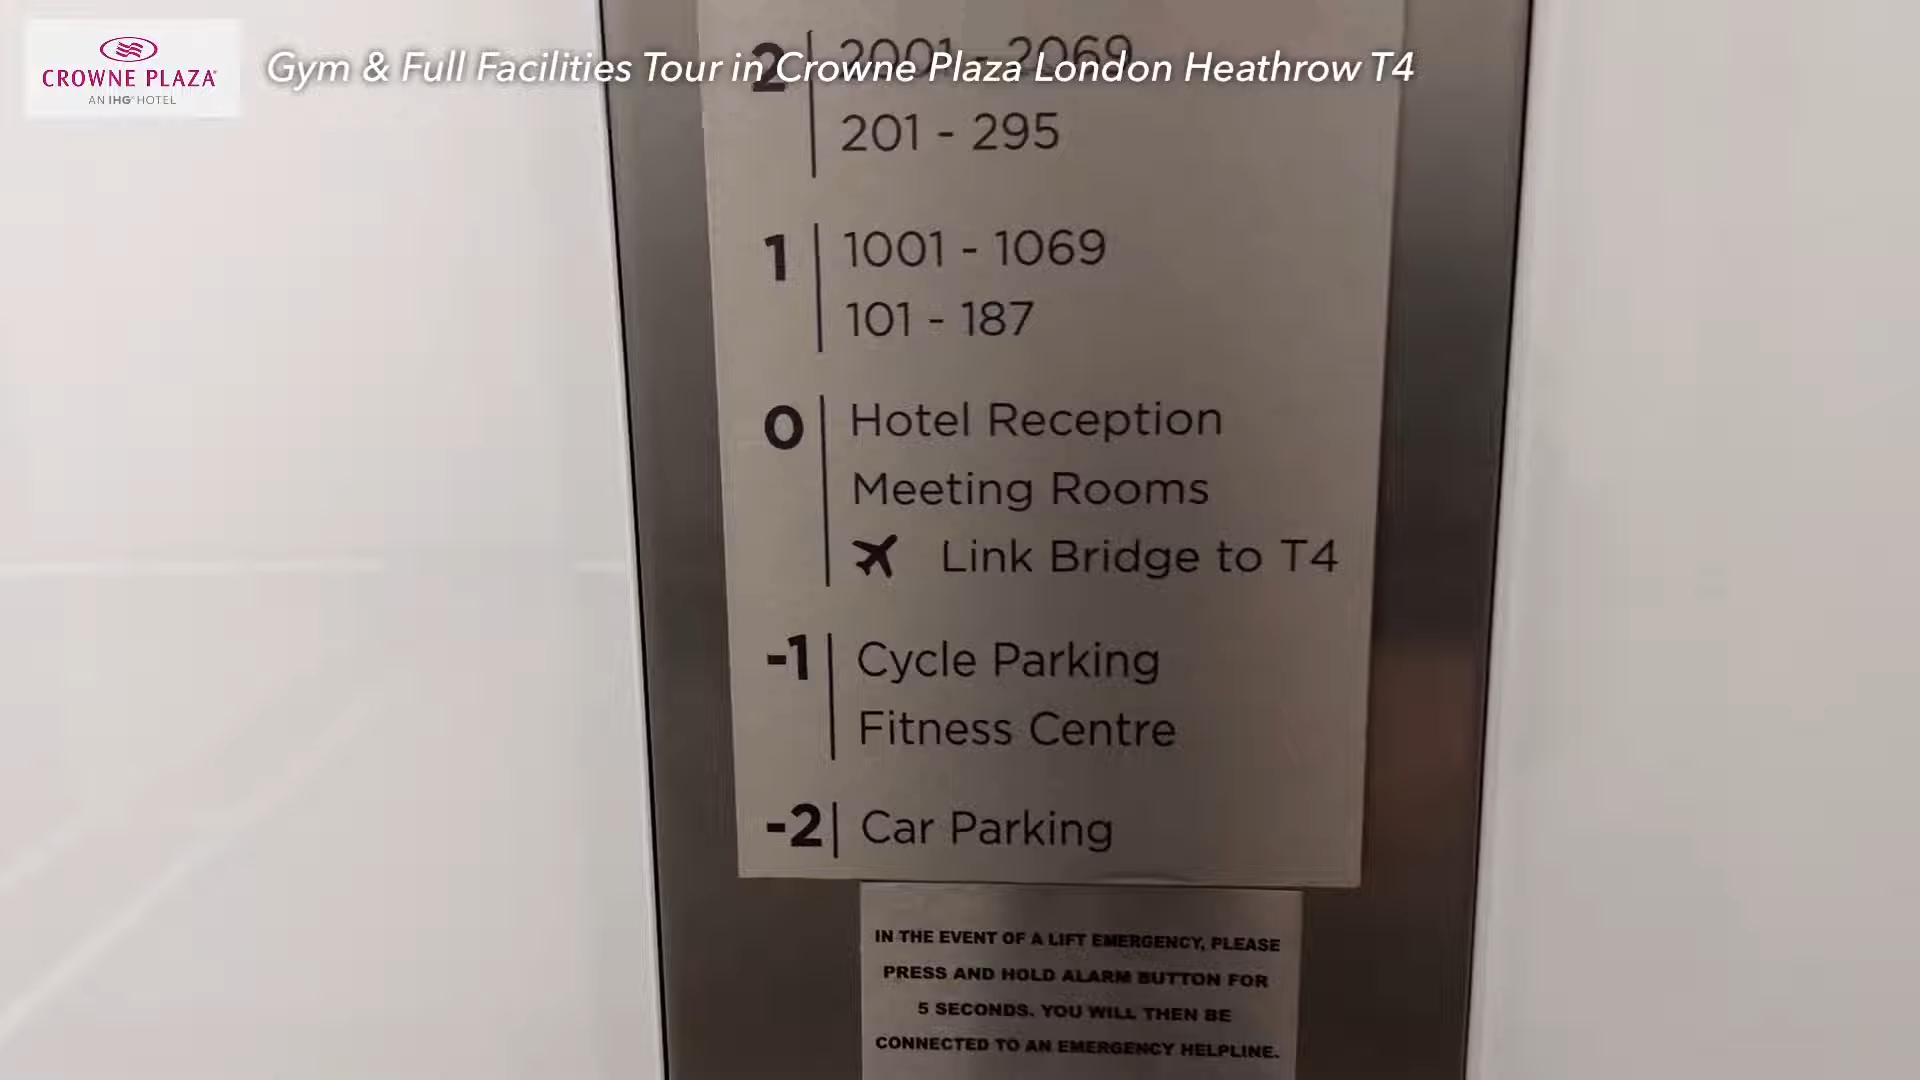 CROWNE PLAZA
AN IHG HOTEL
Gym & Full Facilities Tour in Crowne Plaza London Heathrow T4
2 2001 - 2069
201 - 295
1 1001 - 1069
101 - 187
0 Hotel Reception
Meeting Rooms
Link Bridge to T4
-1 Cycle Parking
Fitness Centre
-2 Car Parking
IN THE EVENT OF A LIFT EMERGENCY, PLEASE
PRESS AND HOLD ALARM BUTTON FOR
5 SECONDS. YOU WILL THEN BE
CONNECTED TO AN EMERGENCY HELPLINE.